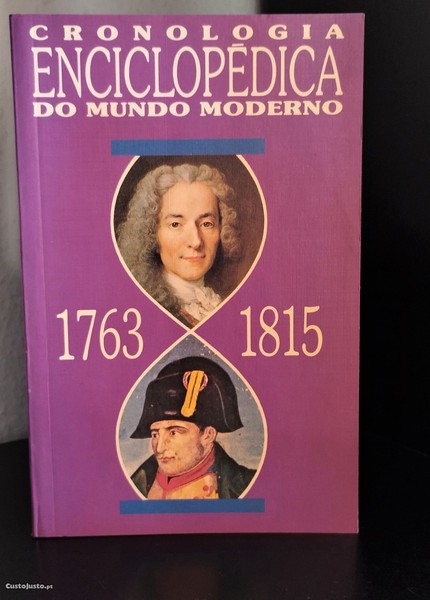 CRONOLOGIA
ENCICLOPÉDICA
DO MUNDO MODERNO
1763 1815
CustoJusto.pt